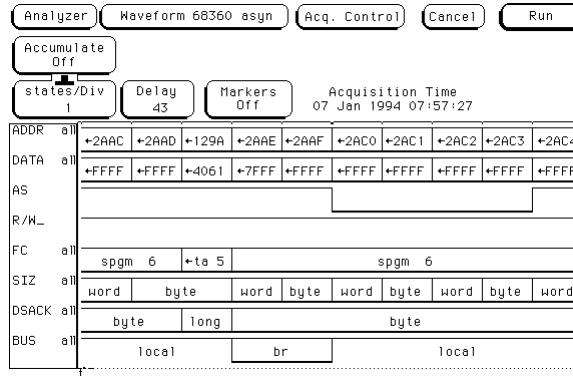 Analyzer Waveform 68360 asyn Acq. Control Cancel Run
Accumulate
Off
states/Div Delay Markers Acquisition Time
1 43 Off 07 Jan 1994 07:57:27
ADDR all ←2AAC ←2AAD ←129A ←2AAE ←2AAF ←2AC0 ←2AC1 ←2AC2 ←2AC3 ←2AC4
DATA all ←FFFF ←FFFF ←4061 ←7FFF ←FFFF ←FFFF ←FFFF ←FFFF ←FFFF ←FFFF
AS
R/W_
FC all spgm 6 ←ta 5 spgm 6
SIZ all word byte word byte word byte word byte word
DSACK all byte long byte
BUS all local br local